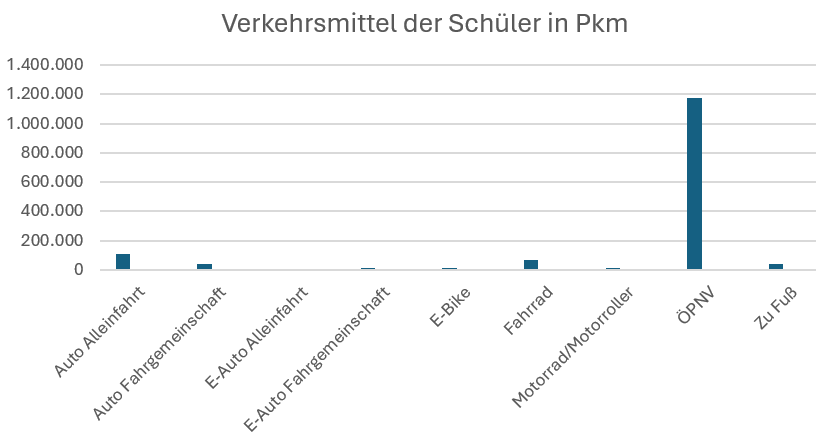 Verkehrsmittel der Schüler in Pkm
1.400.000
1.200.000
1.000.000
800.000
600.000
400.000
200.000
0
Auto Alleinfahrt
Auto Fahrgemeinschaft
E-Auto Alleinfahrt
E-Auto Fahrgemeinschaft
E-Bike
Fahrrad
Motorrad/Motorroller
ÖPNV
Zu Fuß